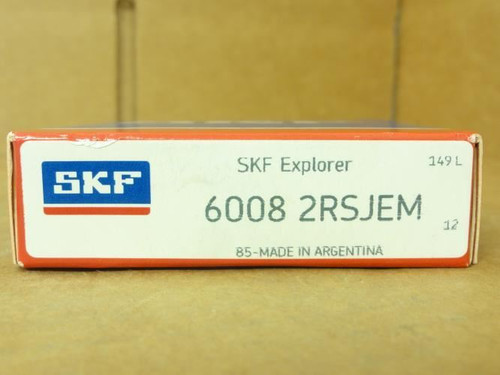 SKF
SKF Explorer
149 L
6008 2RSJEM
12
85-MADE IN ARGENTINA